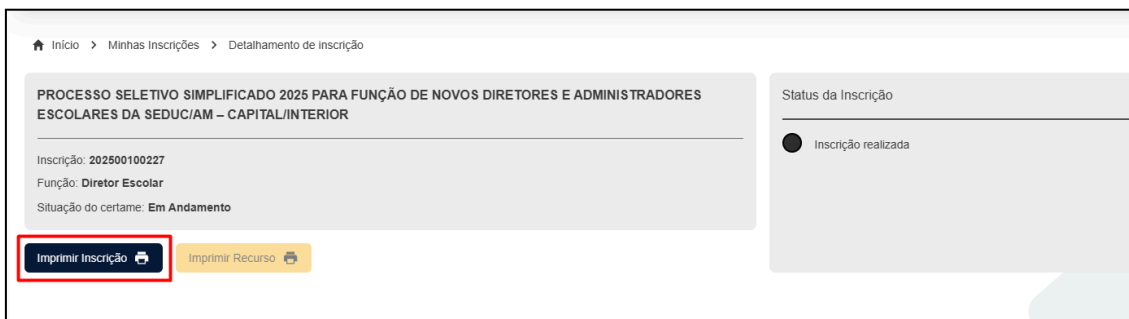 Início > Minhas Inscrições > Detalhamento de inscrição
PROCESSO SELETIVO SIMPLIFICADO 2025 PARA FUNÇÃO DE NOVOS DIRETORES E ADMINISTRADORES
ESCOLARES DA SEDUC/AM – CAPITAL/INTERIOR
Inscrição: 202500100227
Função: Diretor Escolar
Situação do certame: Em Andamento
Imprimir Inscrição
Imprimir Recurso
Status da Inscrição
Inscrição realizada